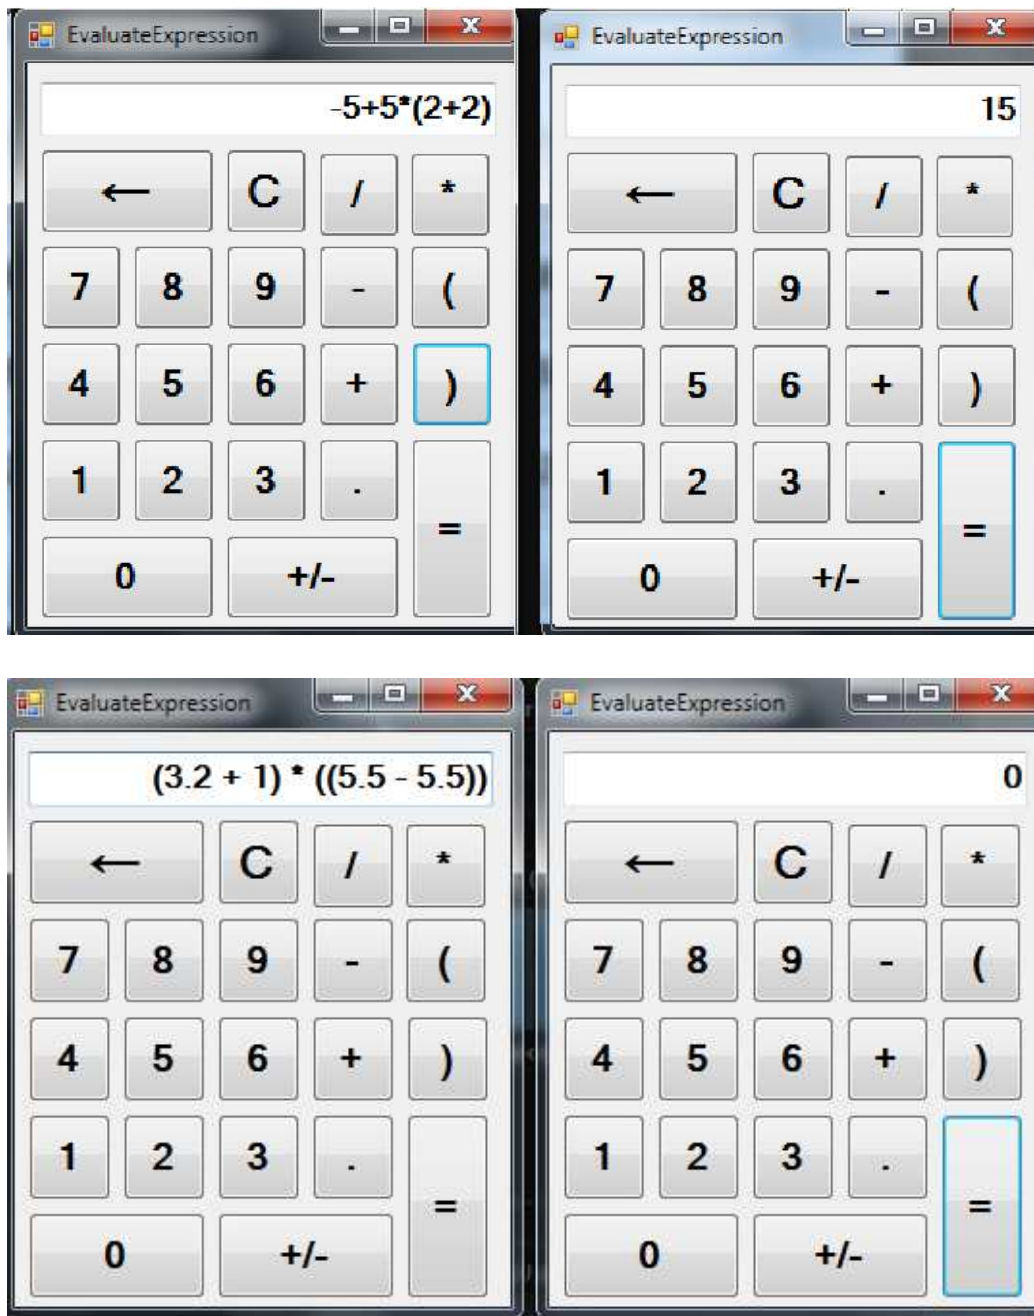 EvaluateExpression
-5+5*(2+2)
← C / *
7 8 9 - (
4 5 6 + )
1 2 3 .
=
0 +/-
EvaluateExpression
15
← C / *
7 8 9 - (
4 5 6 + )
1 2 3 .
=
0 +/-
EvaluateExpression
(3.2 + 1) * ((5.5 - 5.5))
← C / *
7 8 9 - (
4 5 6 + )
1 2 3 .
=
0 +/-
EvaluateExpression
0
← C / *
7 8 9 - (
4 5 6 + )
1 2 3 .
=
0 +/-